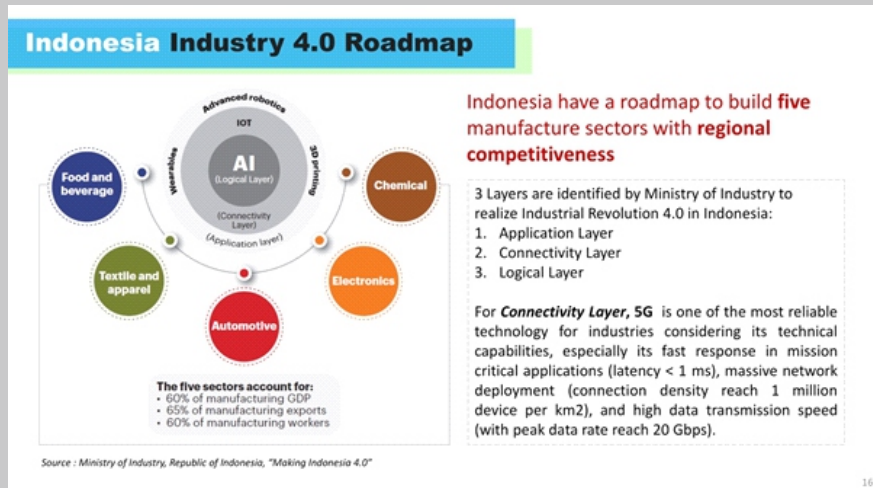 Indonesia Industry 4.0 Roadmap
Advanced robotics
IOT
Wearables
3D printing
AI
(Logical Layer)
(Connectivity
Layer)
(Application layer)
Food and
beverage
Chemical
Textile and
apparel
Electronics
Automotive
The five sectors account for:
• 60% of manufacturing GDP
• 65% of manufacturing exports
• 60% of manufacturing workers
Source : Ministry of Industry, Republic of Indonesia, "Making Indonesia 4.0"
Indonesia have a roadmap to build five
manufacture sectors with regional
competitiveness
3 Layers are identified by Ministry of Industry to
realize Industrial Revolution 4.0 in Indonesia:
1. Application Layer
2. Connectivity Layer
3. Logical Layer
For Connectivity Layer, 5G is one of the most reliable
technology for industries considering its technical
capabilities, especially its fast response in mission
critical applications (latency < 1 ms), massive network
deployment (connection density reach 1 million
device per km2), and high data transmission speed
(with peak data rate reach 20 Gbps).
16